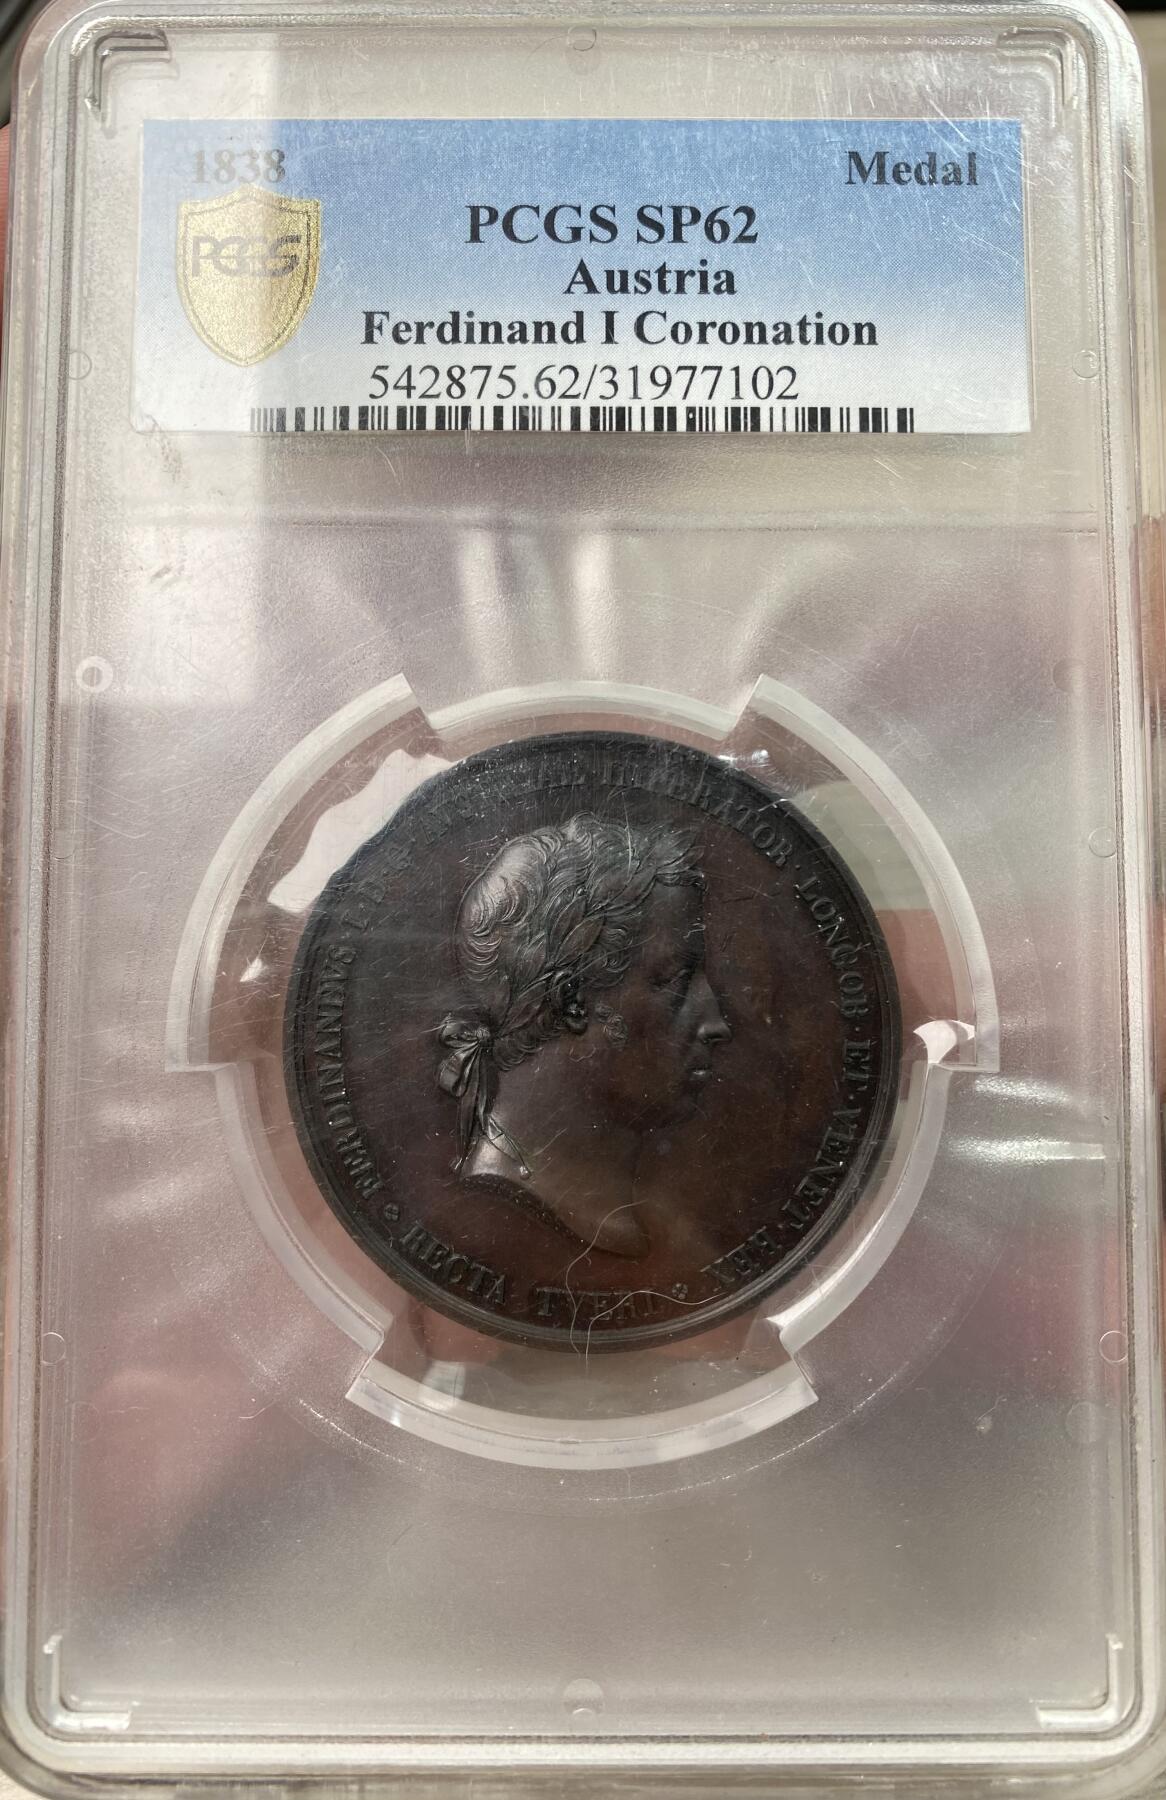 1838 Medal
PCGS
PCGS SP62
Austria
Ferdinand I Coronation
542875.62/31977102
FERDINANDVS · I · D · G · AVSTRIAE IMPERATOR · LONGOB · ET · VENET · REX
RECTA TVERI